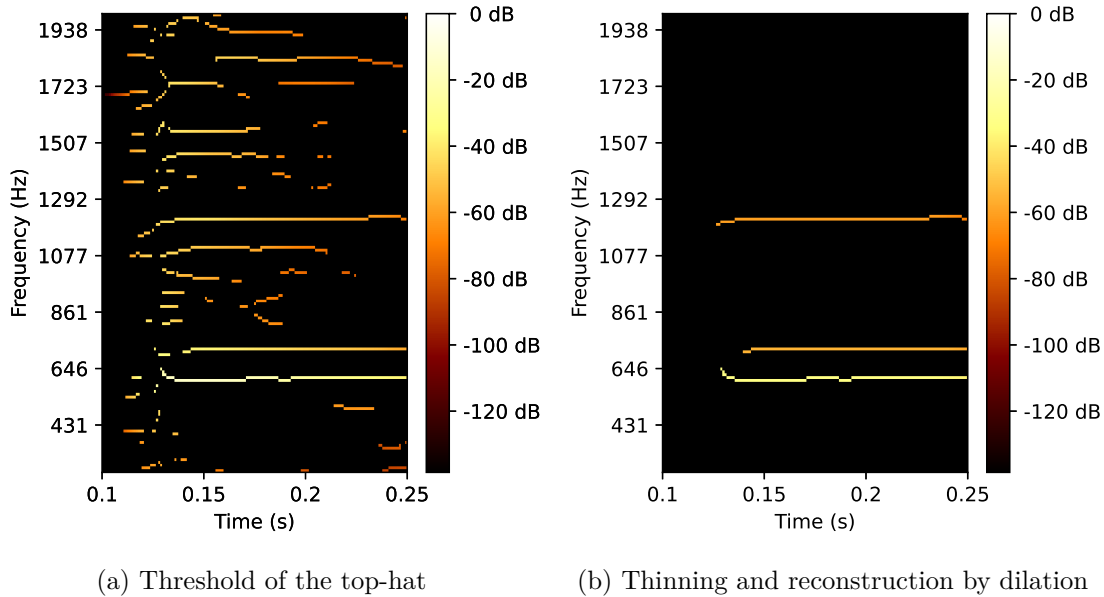 1938
1723
1507
1292
1077
861
646
431
Frequency (Hz)
0.1 0.15 0.2 0.25
Time (s)
0 dB
-20 dB
-40 dB
-60 dB
-80 dB
-100 dB
-120 dB
(a) Threshold of the top-hat
1938
1723
1507
1292
1077
861
646
431
Frequency (Hz)
0.1 0.15 0.2 0.25
Time (s)
0 dB
-20 dB
-40 dB
-60 dB
-80 dB
-100 dB
-120 dB
(b) Thinning and reconstruction by dilation